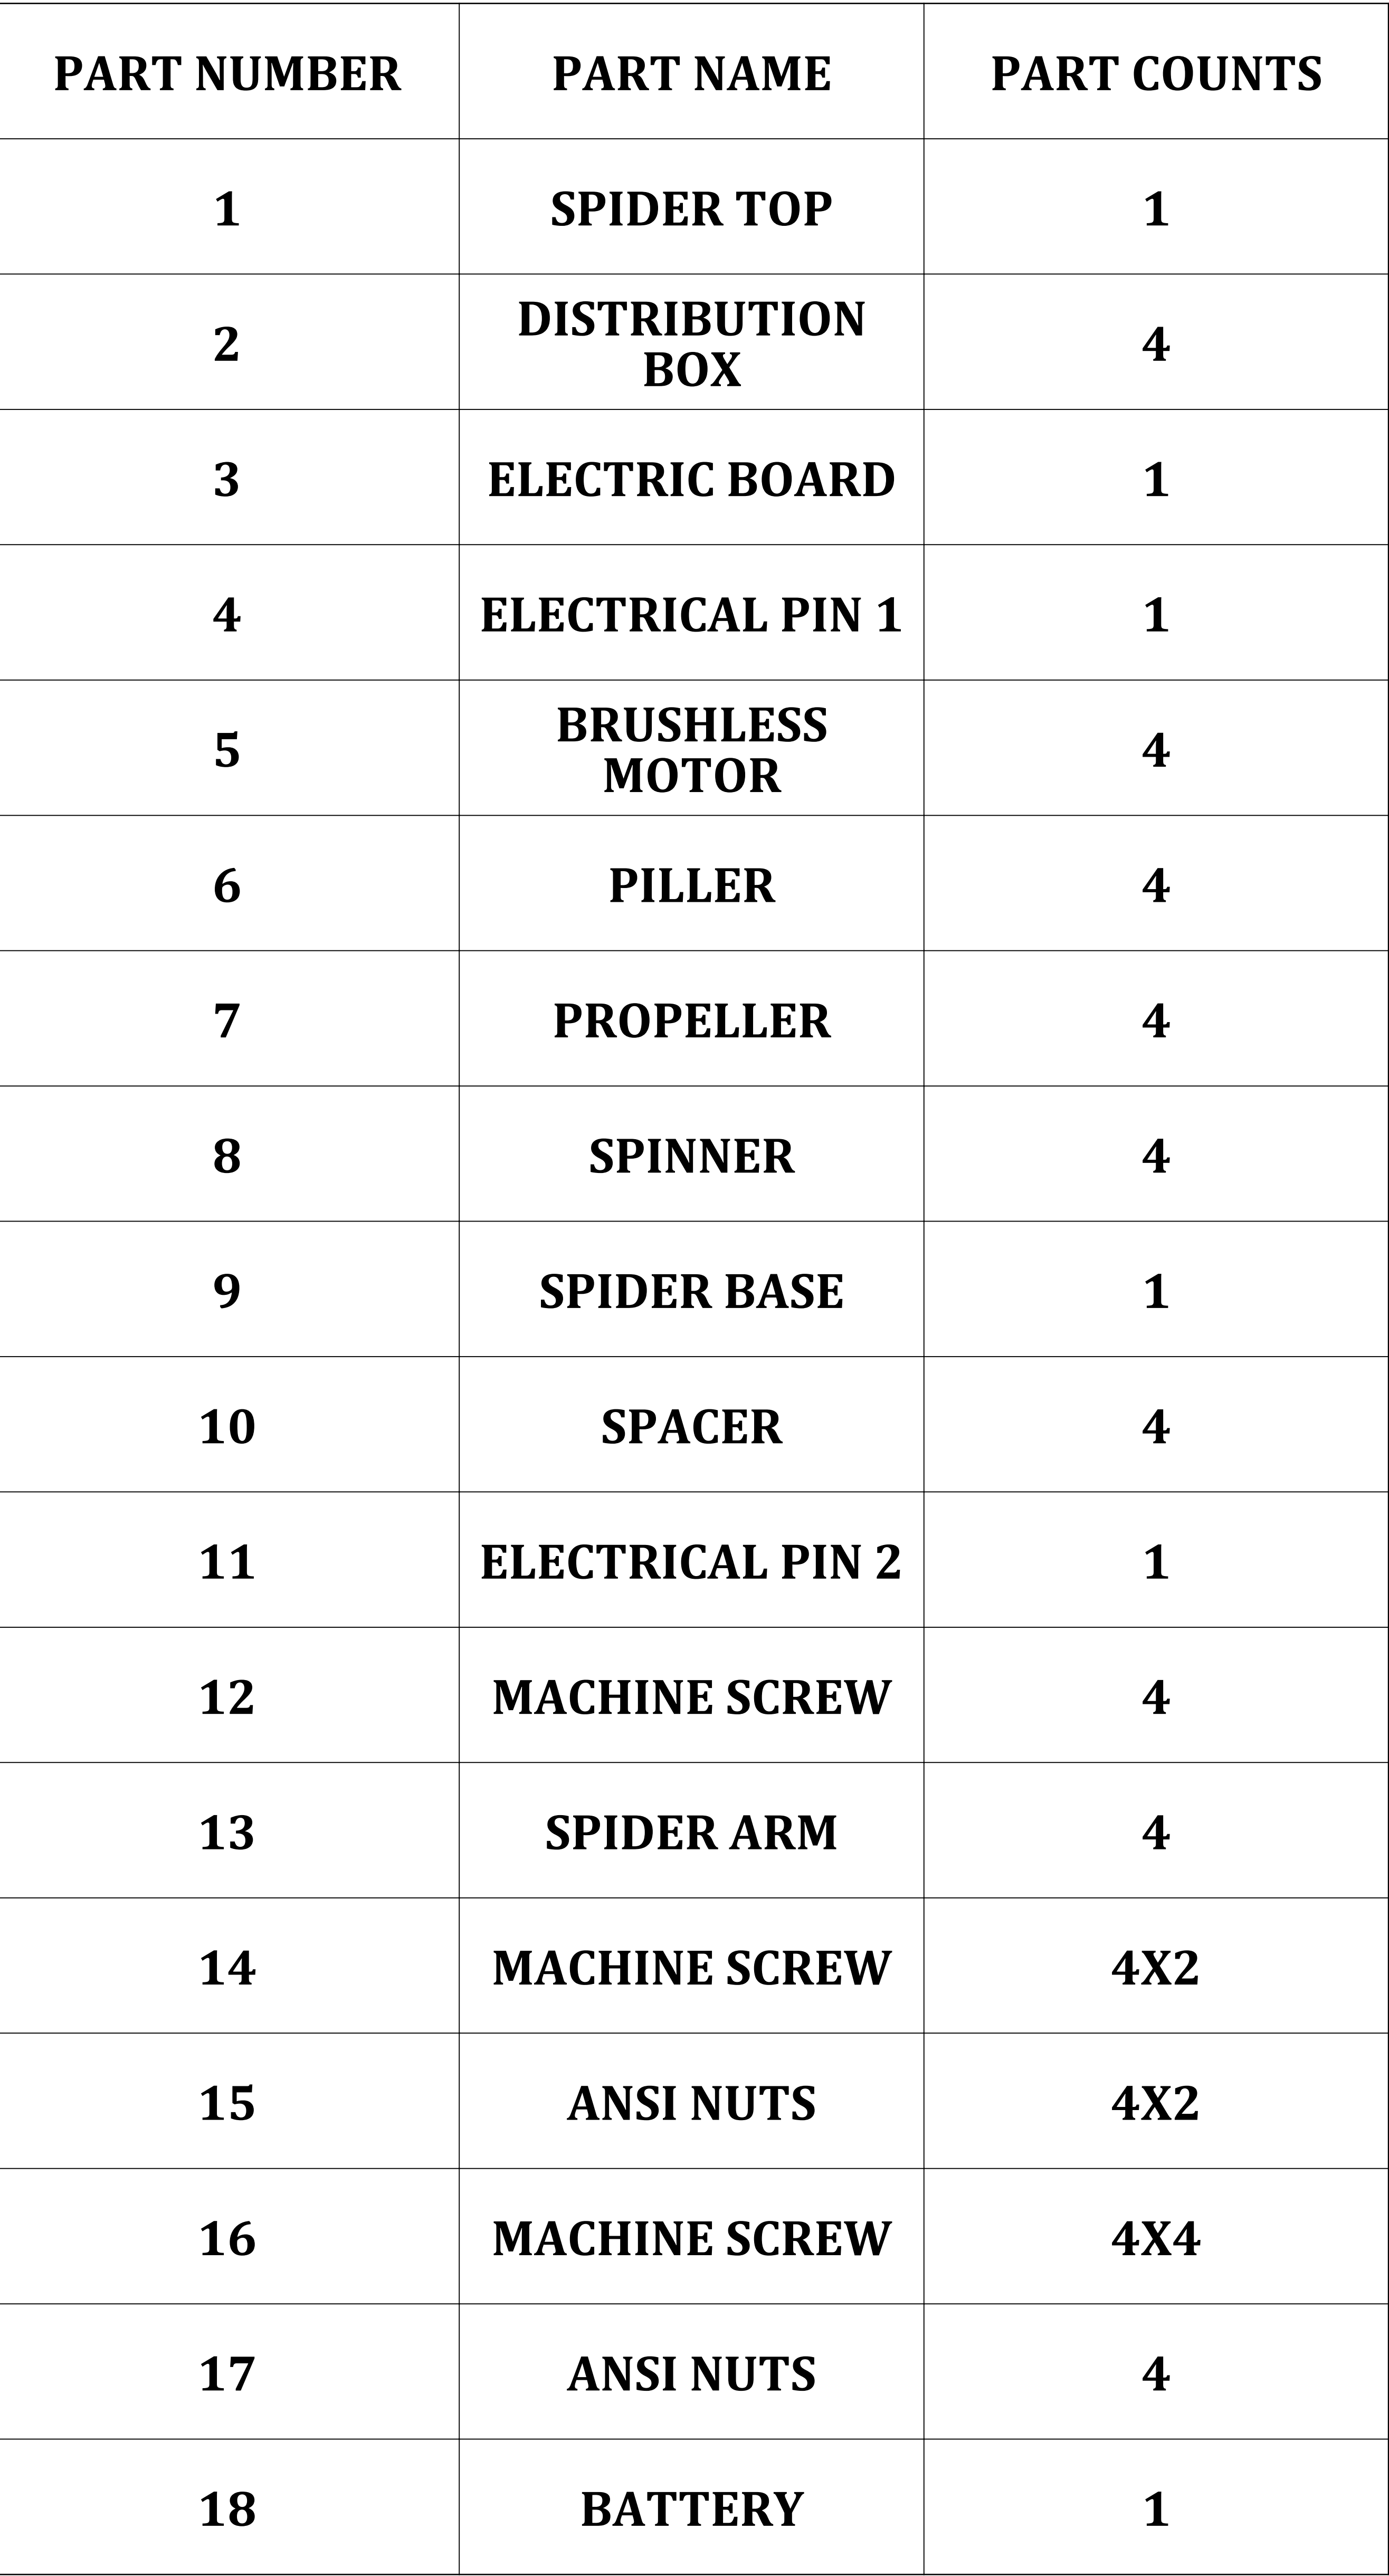 PART NUMBER PART NAME PART COUNTS
1 SPIDER TOP 1
2 DISTRIBUTION
BOX 4
3 ELECTRIC BOARD 1
4 ELECTRICAL PIN 1 1
5 BRUSHLESS
MOTOR 4
6 PILLER 4
7 PROPELLER 4
8 SPINNER 4
9 SPIDER BASE 1
10 SPACER 4
11 ELECTRICAL PIN 2 1
12 MACHINE SCREW 4
13 SPIDER ARM 4
14 MACHINE SCREW 4X2
15 ANSI NUTS 4X2
16 MACHINE SCREW 4X4
17 ANSI NUTS 4
18 BATTERY 1